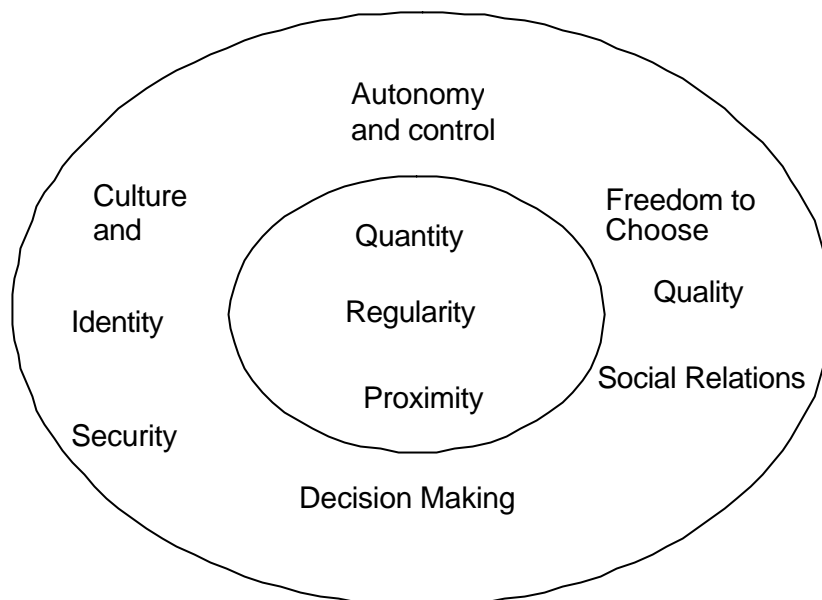 Autonomy
and control
Culture
and
Freedom to
Choose
Quantity
Quality
Identity
Regularity
Social Relations
Proximity
Security
Decision Making